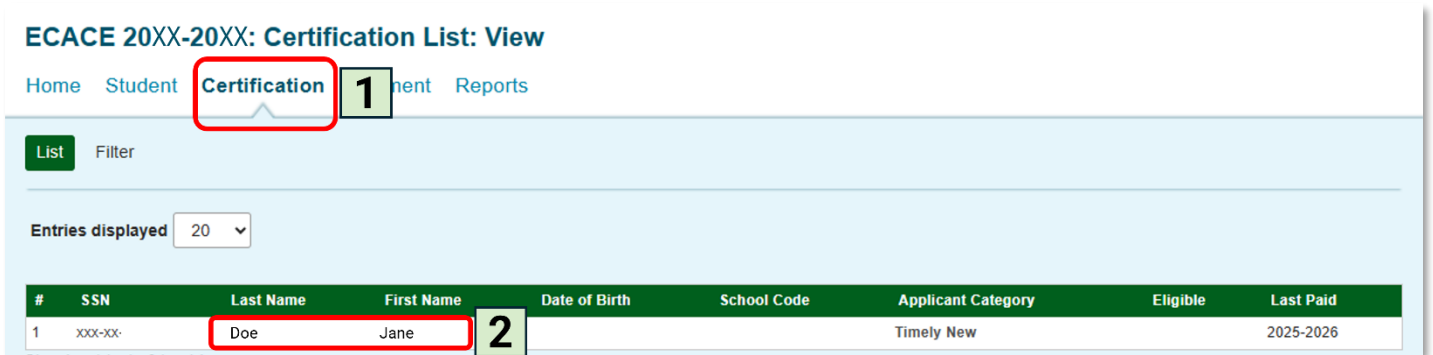 ECACE 20XX-20XX: Certification List: View
Home Student Certification 1 ment Reports
List Filter
Entries displayed 20
# SSN Last Name First Name Date of Birth School Code Applicant Category Eligible Last Paid
1 xxx-xx- Doe Jane 2 Timely New 2025-2026